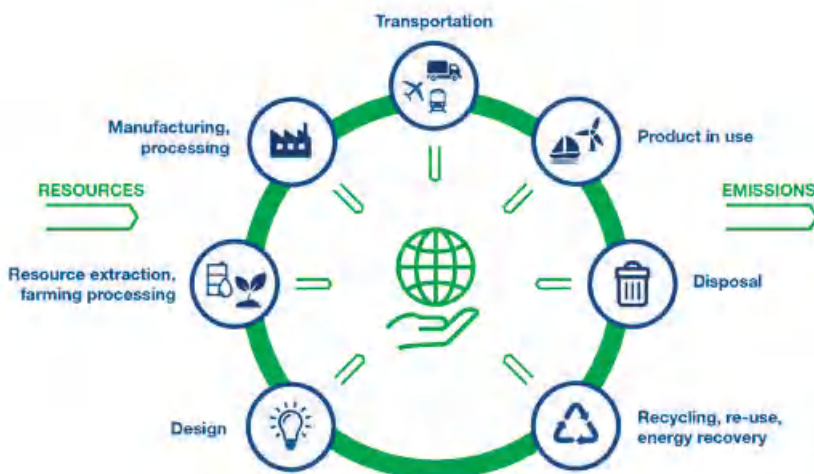 Transportation
Manufacturing,
processing
Product in use
RESOURCES
EMISSIONS
Resource extraction,
farming processing
Disposal
Design
Recycling, re-use,
energy recovery